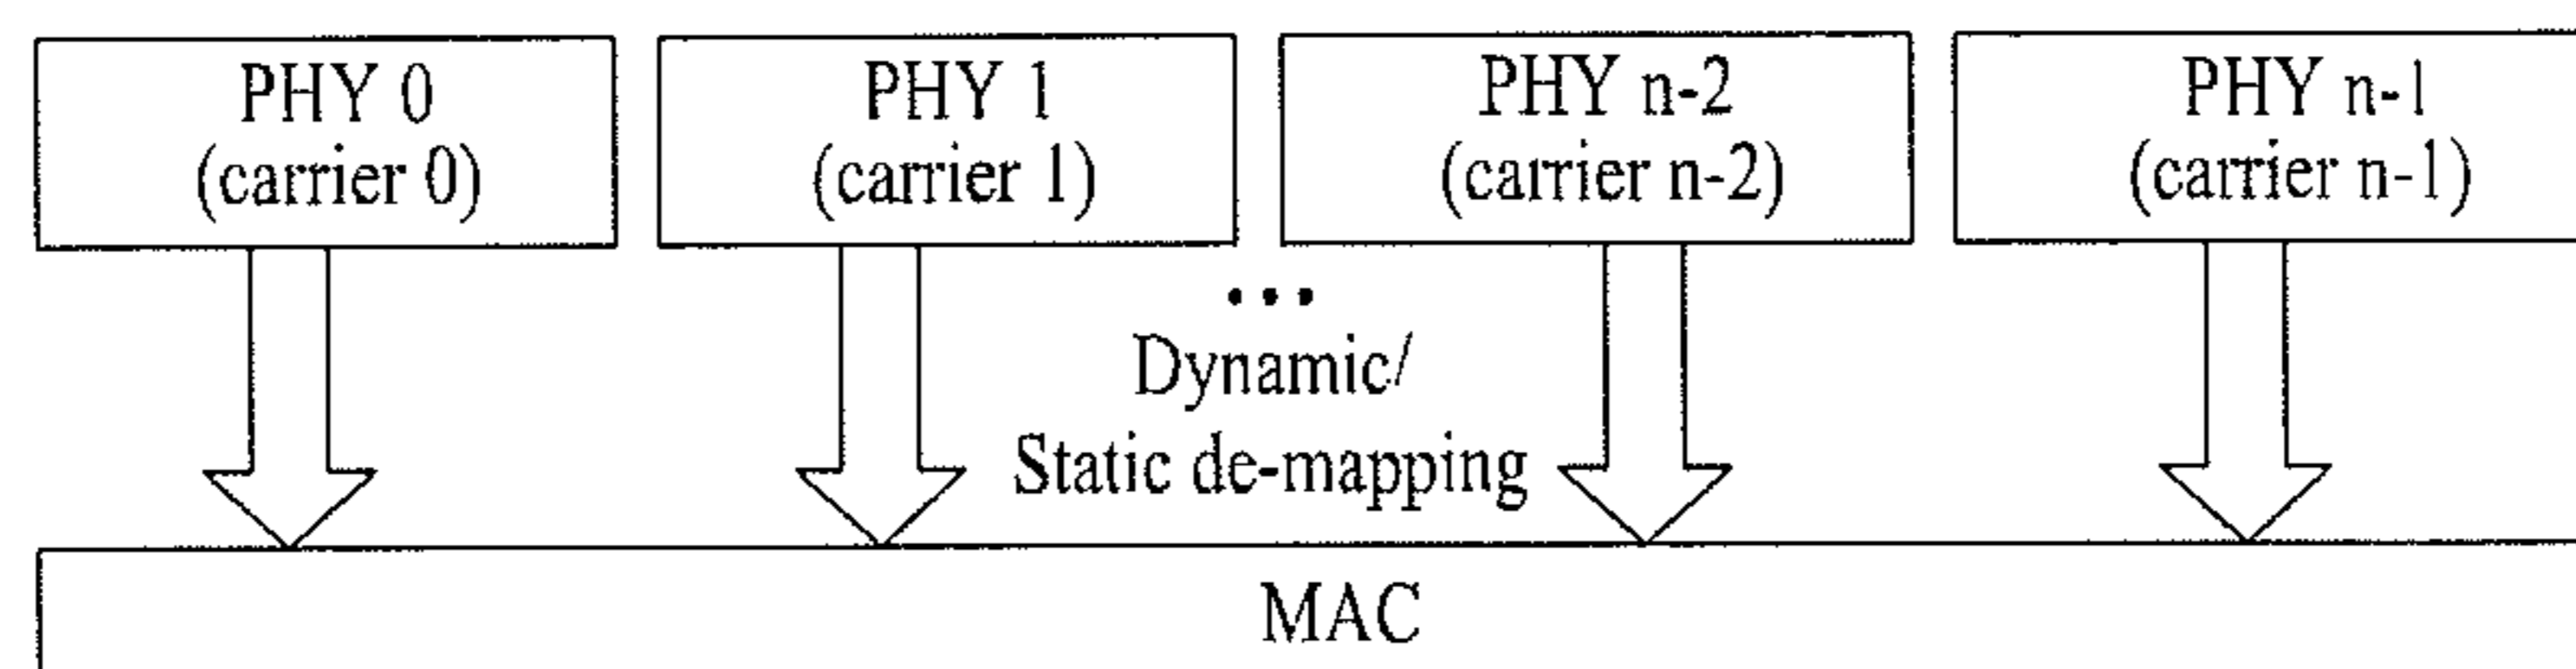 PHY 0
(carrier 0)
PHY 1
(carrier 1)
PHY n-2
(carrier n-2)
PHY n-1
(carrier n-1)
•••
Dynamic/
Static de-mapping
MAC